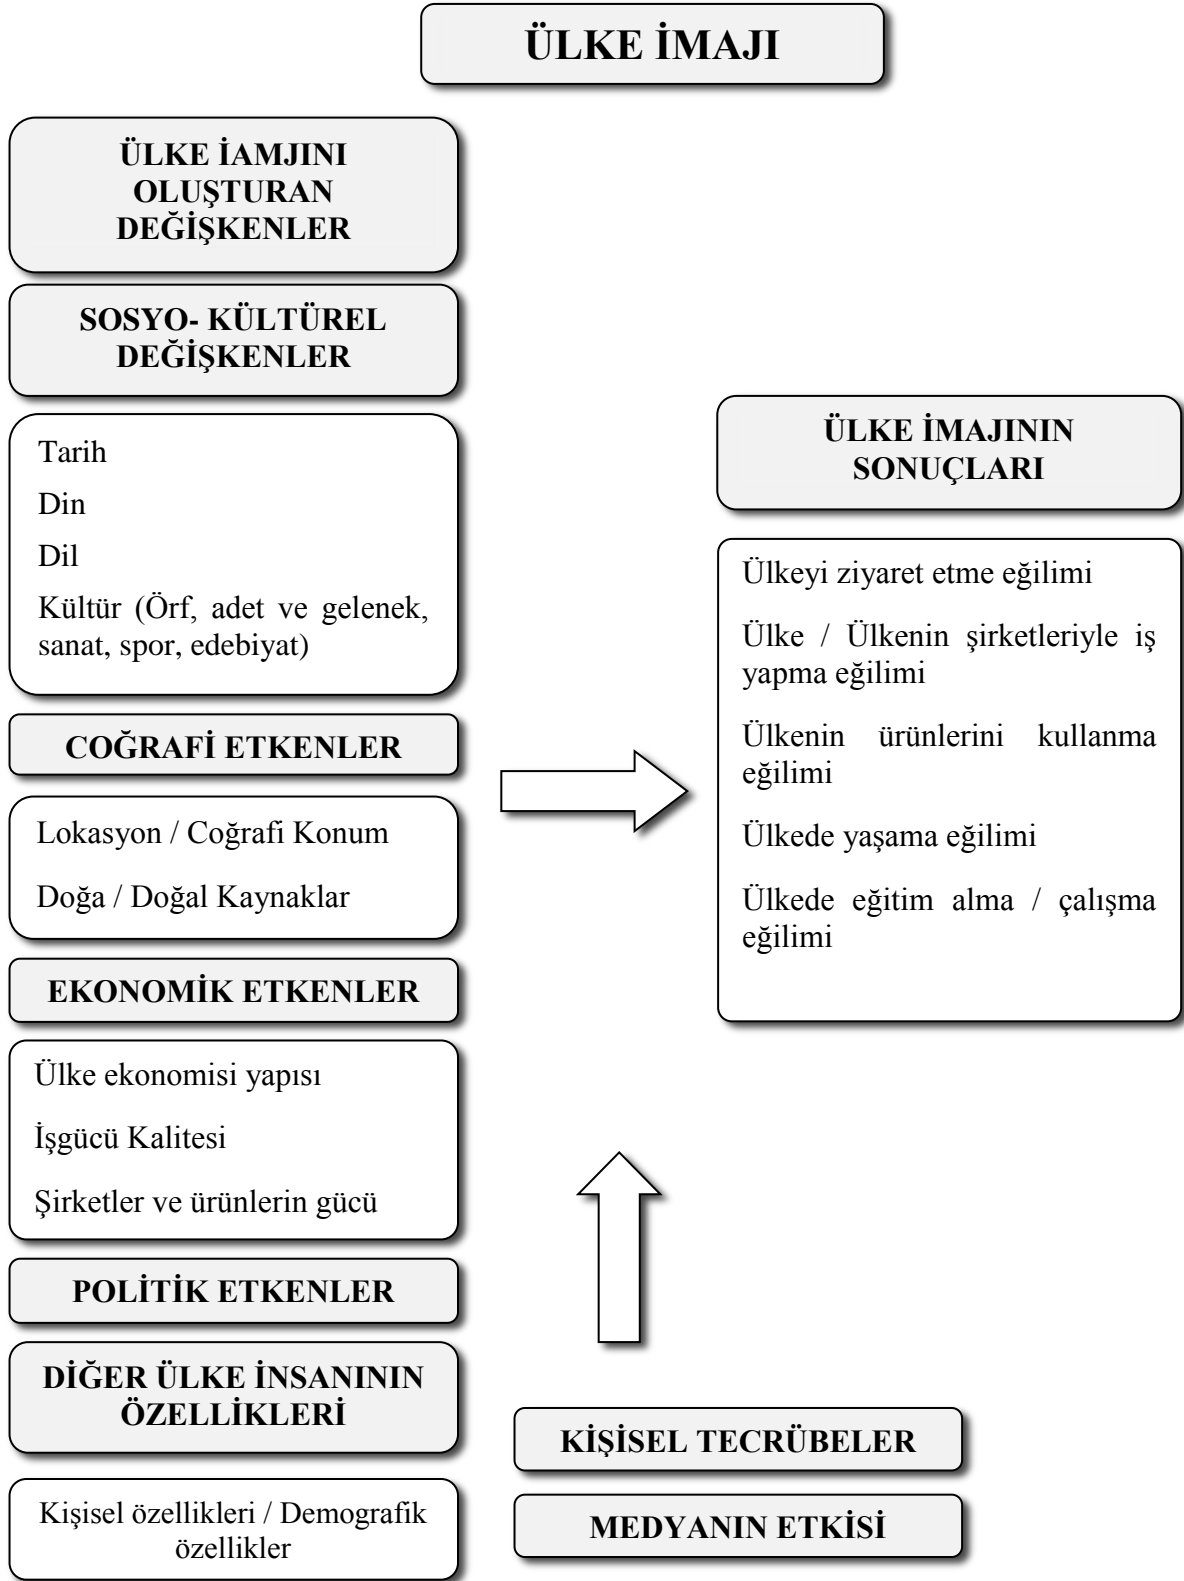 ÜLKE İMAJI
ÜLKE İAMJINI
OLUŞTURAN
DEĞİŞKENLER
SOSYO- KÜLTÜREL
DEĞİŞKENLER
Tarih
Din
Dil
Kültür (Örf, adet ve gelenek,
sanat, spor, edebiyat)
COĞRAFİ ETKENLER
Lokasyon / Coğrafi Konum
Doğa / Doğal Kaynaklar
EKONOMİK ETKENLER
Ülke ekonomisi yapısı
İşgücü Kalitesi
Şirketler ve ürünlerin gücü
POLİTİK ETKENLER
DİĞER ÜLKE İNSANININ
ÖZELLİKLERİ
Kişisel özellikleri / Demografik
özellikler
ÜLKE İMAJININ
SONUÇLARI
Ülkeyi ziyaret etme eğilimi
Ülke / Ülkenin şirketleriyle iş
yapma eğilimi
Ülkenin ürünlerini kullanma
eğilimi
Ülkede yaşama eğilimi
Ülkede eğitim alma / çalışma
eğilimi
KİŞİSEL TECRÜBELER
MEDYANIN ETKİSİ